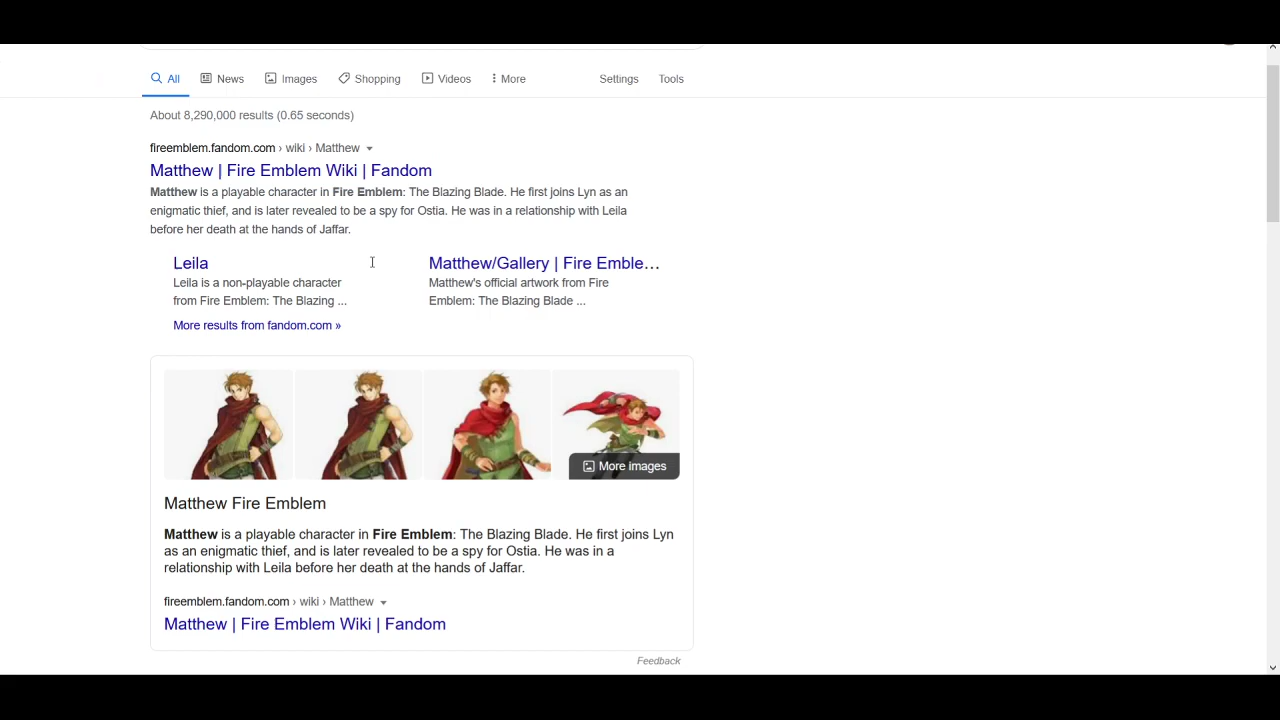 All News Images Shopping Videos More Settings Tools
About 8,290,000 results (0.65 seconds)
fireemblem.fandom.com › wiki › Matthew
Matthew | Fire Emblem Wiki | Fandom
Matthew is a playable character in Fire Emblem: The Blazing Blade. He first joins Lyn as an
enigmatic thief, and is later revealed to be a spy for Ostia. He was in a relationship with Leila
before her death at the hands of Jaffar.
Leila
Leila is a non-playable character
from Fire Emblem: The Blazing ...
Matthew/Gallery | Fire Emble...
Matthew's official artwork from Fire
Emblem: The Blazing Blade ...
More results from fandom.com »
More images
Matthew Fire Emblem
Matthew is a playable character in Fire Emblem: The Blazing Blade. He first joins Lyn
as an enigmatic thief, and is later revealed to be a spy for Ostia. He was in a
relationship with Leila before her death at the hands of Jaffar.
fireemblem.fandom.com › wiki › Matthew
Matthew | Fire Emblem Wiki | Fandom
Feedback